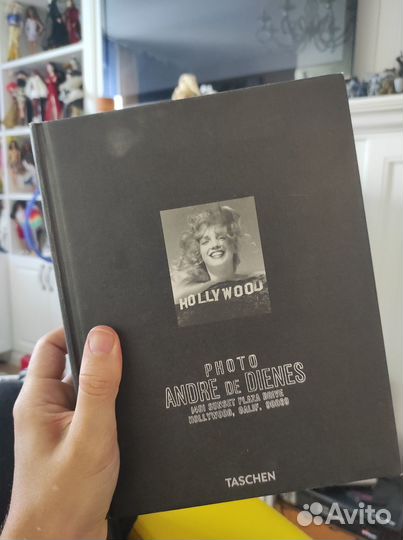 HOLLYWOOD
PHOTO
ANDRE DE DIENES
1401 SUNSET PLAZA DRIVE
HOLLYWOOD, CALIF. 90069
TASCHEN
Avito